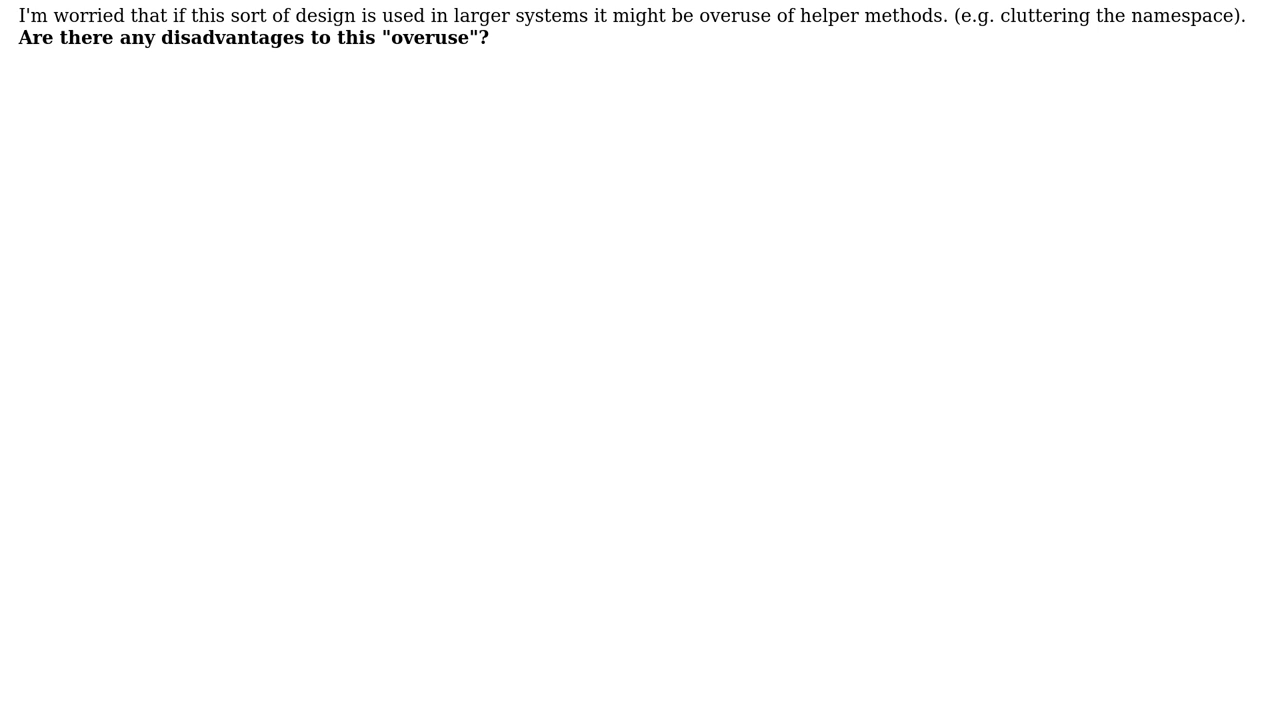 I'm worried that if this sort of design is used in larger systems it might be overuse of helper methods. (e.g. cluttering the namespace).
Are there any disadvantages to this "overuse"?